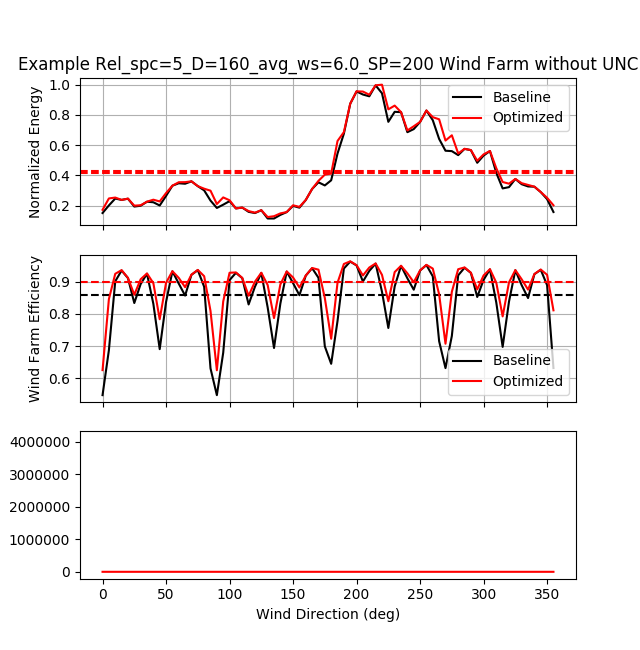 Example Rel_spc=5_D=160_avg_ws=6.0_SP=200 Wind Farm without UNC
Normalized Energy
1.0
0.8
0.6
0.4
0.2
Baseline
Optimized
Wind Farm Efficiency
0.9
0.8
0.7
0.6
Baseline
Optimized
4000000
3000000
2000000
1000000
0
0 50 100 150 200 250 300 350
Wind Direction (deg)